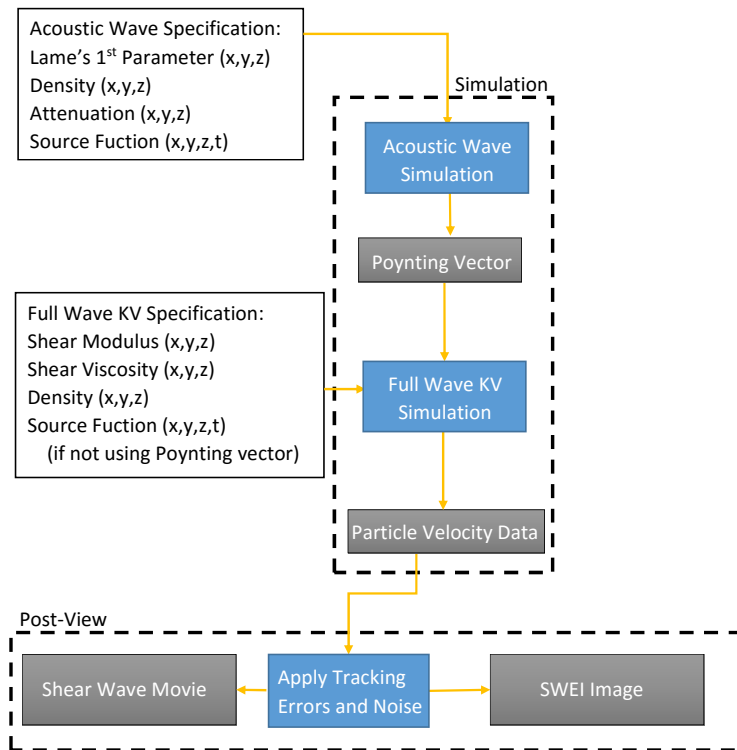 Acoustic Wave Specification:
Lame's 1st Parameter (x,y,z)
Density (x,y,z)
Attenuation (x,y,z)
Source Fuction (x,y,z,t)
Simulation
Acoustic Wave
Simulation
Poynting Vector
Full Wave KV Specification:
Shear Modulus (x,y,z)
Shear Viscosity (x,y,z)
Density (x,y,z)
Source Fuction (x,y,z,t)
(if not using Poynting vector)
Full Wave KV
Simulation
Particle Velocity Data
Post-View
Shear Wave Movie
Apply Tracking
Errors and Noise
SWEI Image